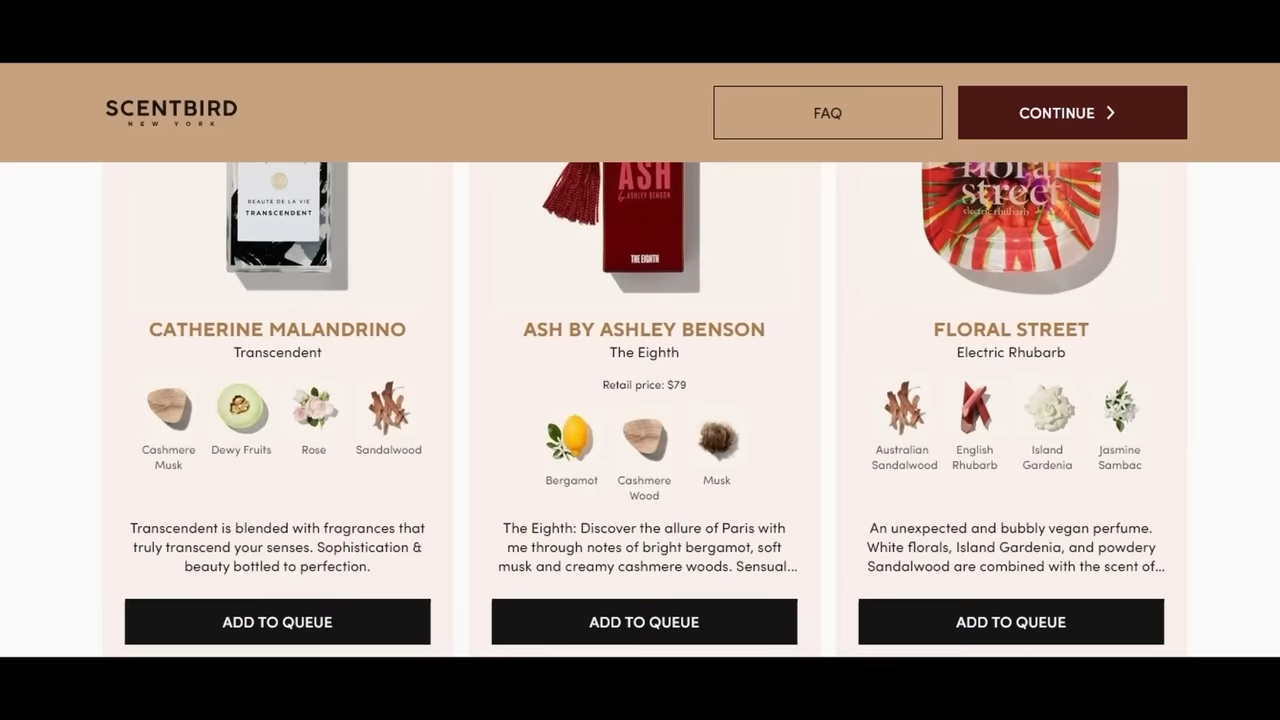 SCENTBIRD
NEW YORK
FAQ
CONTINUE
BEAUTÉ DE LA VIE
TRANSCENDENT
ASH
by ASHLEY BENSON
THE EIGHTH
floral
street
electric rhubarb
CATHERINE MALANDRINO
Transcendent
Cashmere
Musk
Dewy Fruits
Rose
Sandalwood
Transcendent is blended with fragrances that
truly transcend your senses. Sophistication &
beauty bottled to perfection.
ADD TO QUEUE
ASH BY ASHLEY BENSON
The Eighth
Retail price: $79
Bergamot
Cashmere
Wood
Musk
The Eighth: Discover the allure of Paris with
me through notes of bright bergamot, soft
musk and creamy cashmere woods. Sensual...
ADD TO QUEUE
FLORAL STREET
Electric Rhubarb
Australian
Sandalwood
English
Rhubarb
Island
Gardenia
Jasmine
Sambac
An unexpected and bubbly vegan perfume.
White florals, Island Gardenia, and powdery
Sandalwood are combined with the scent of...
ADD TO QUEUE